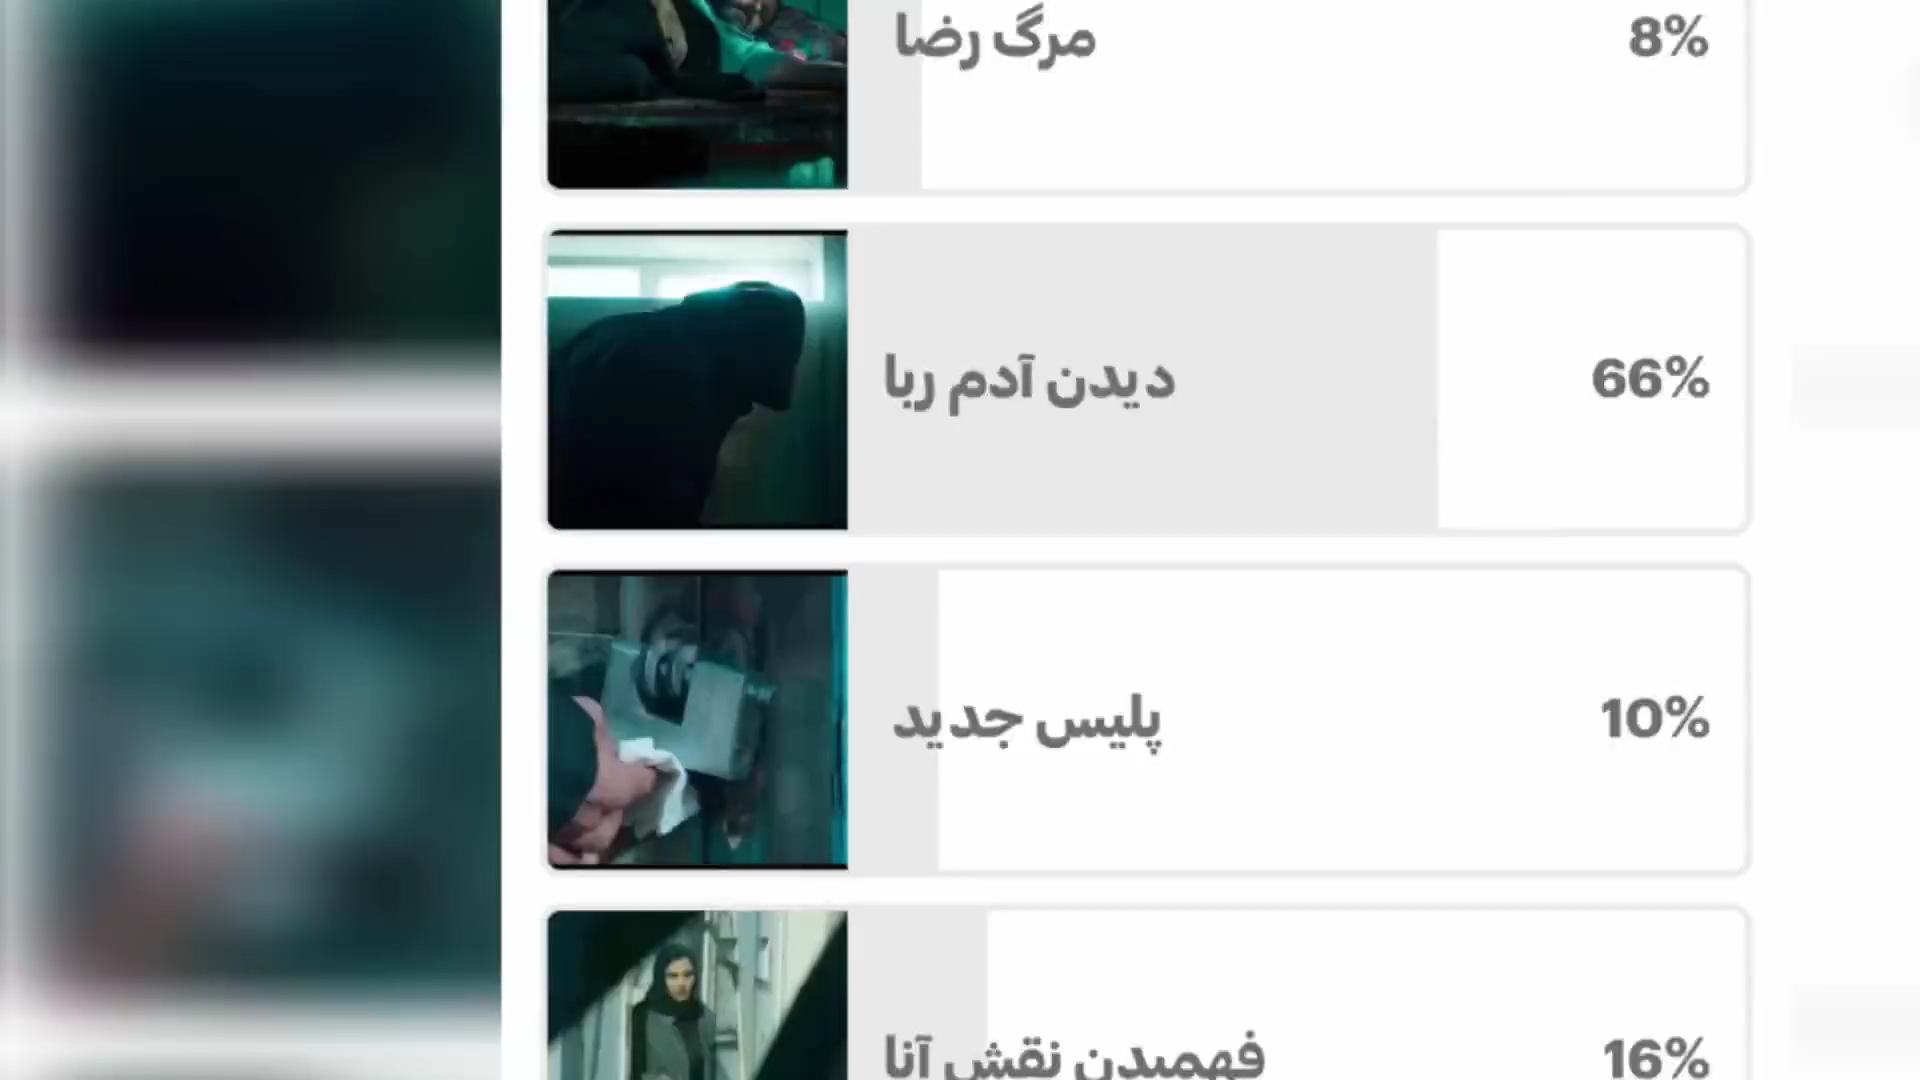 مرگ رضا 8%
دیدن آدم ربا 66%
پلیس جدید 10%
فهمیدن نقش آنا 16%